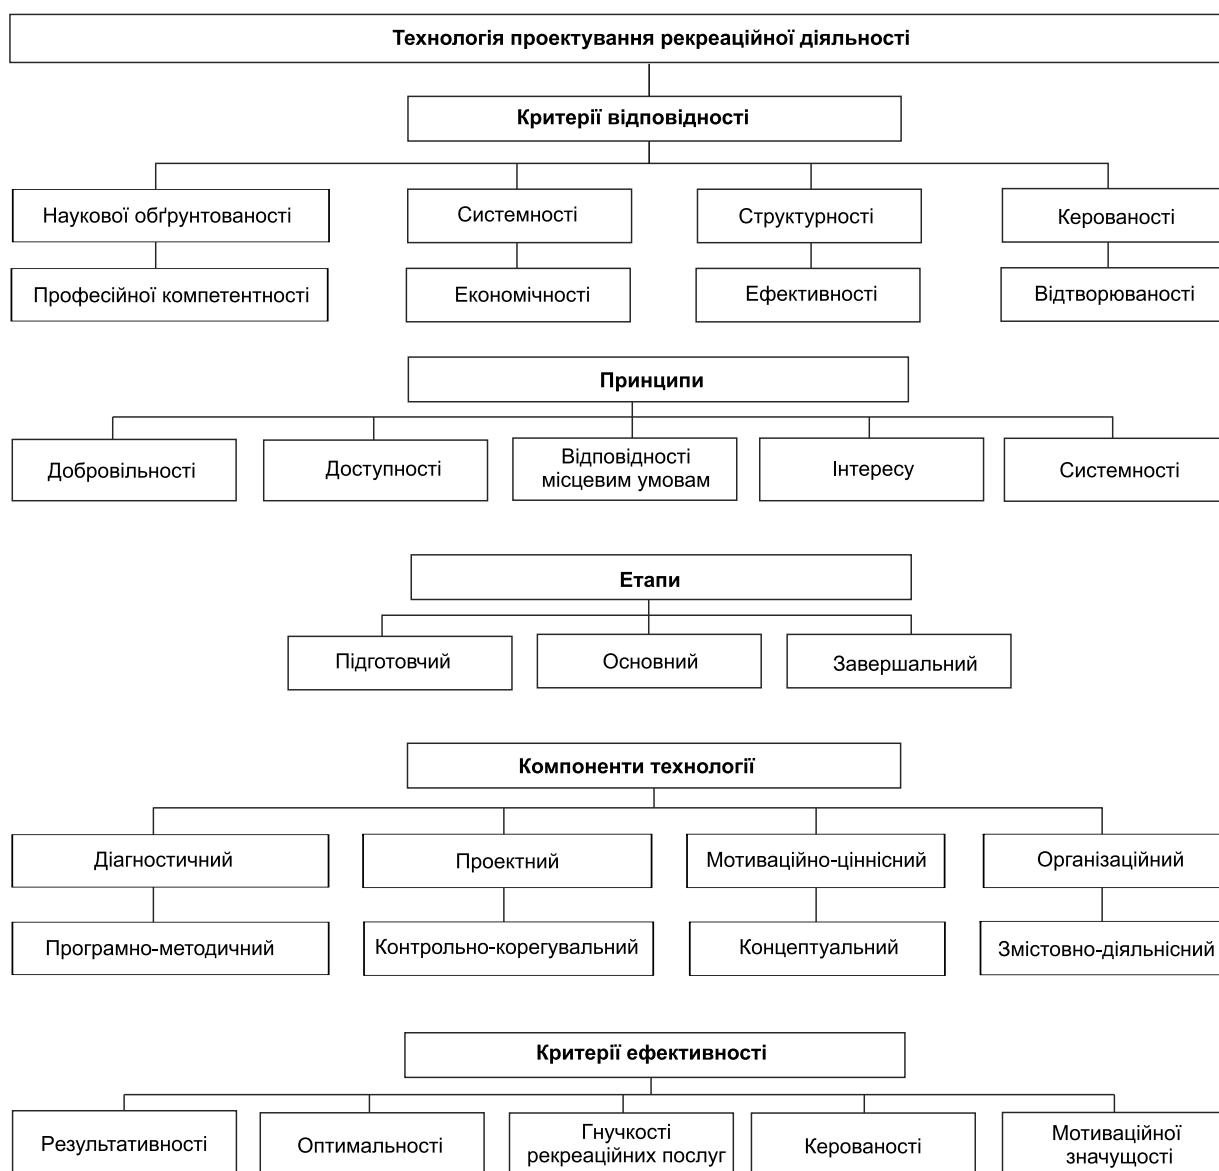 Технологія проектування рекреаційної діяльності
Критерії відповідності
Наукової обґрунтованості
Системності
Структурності
Керованості
Професійної компетентності
Економічності
Ефективності
Відтворюваності
Принципи
Добровільності
Доступності
Відповідності
місцевим умовам
Інтересу
Системності
Етапи
Підготовчий
Основний
Завершальний
Компоненти технології
Діагностичний
Проектний
Мотиваційно-ціннісний
Організаційний
Програмно-методичний
Контрольно-корегувальний
Концептуальний
Змістовно-діяльнісний
Критерії ефективності
Результативності
Оптимальності
Гнучкості
рекреаційних послуг
Керованості
Мотиваційної
значущості